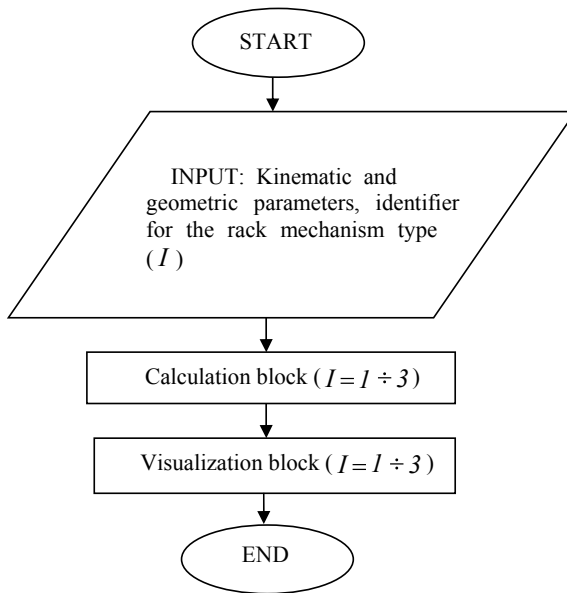 START
INPUT: Kinematic and
geometric parameters, identifier
for the rack mechanism type
(I)
Calculation block (I=1÷3)
Visualization block (I=1÷3)
END